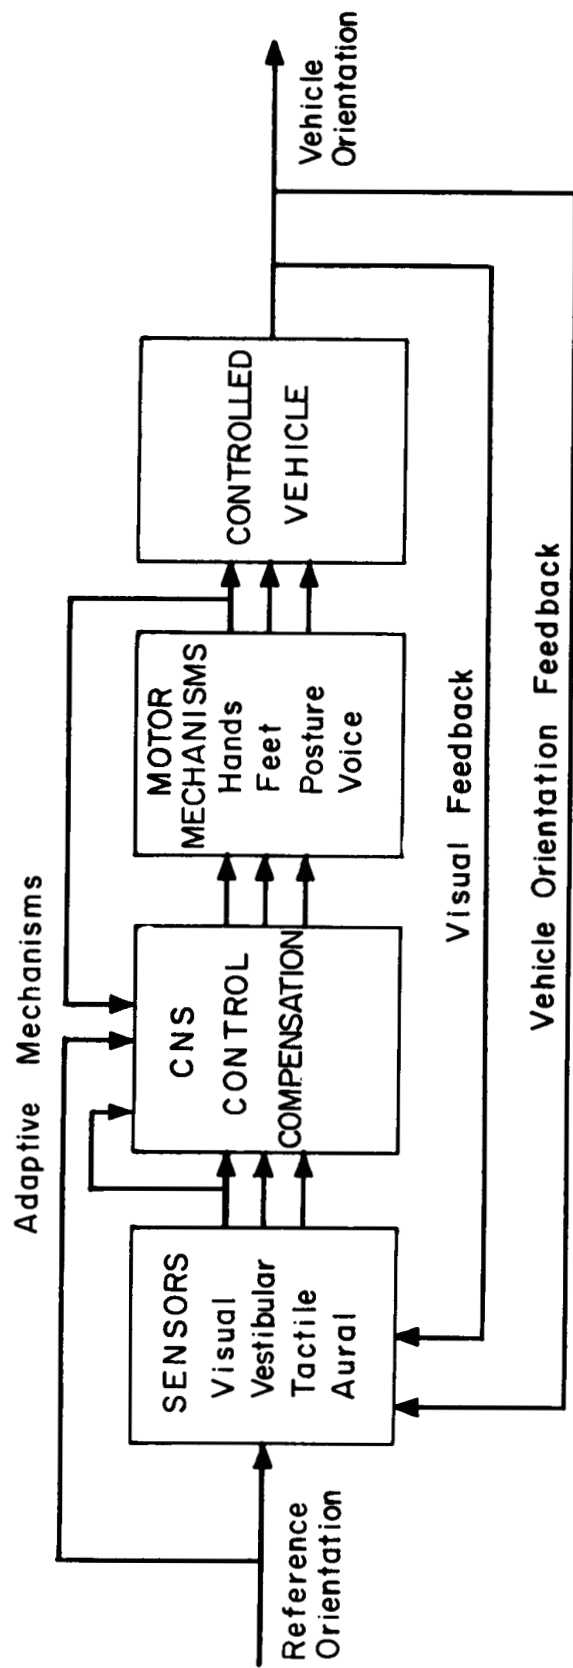 Adaptive Mechanisms
Reference
Orientation
SENSORS
Visual
Vestibular
Tactile
Aural
CNS
CONTROL
COMPENSATION
MOTOR
MECHANISMS
Hands
Feet
Posture
Voice
CONTROLLED
VEHICLE
Vehicle
Orientation
Visual Feedback
Vehicle Orientation Feedback